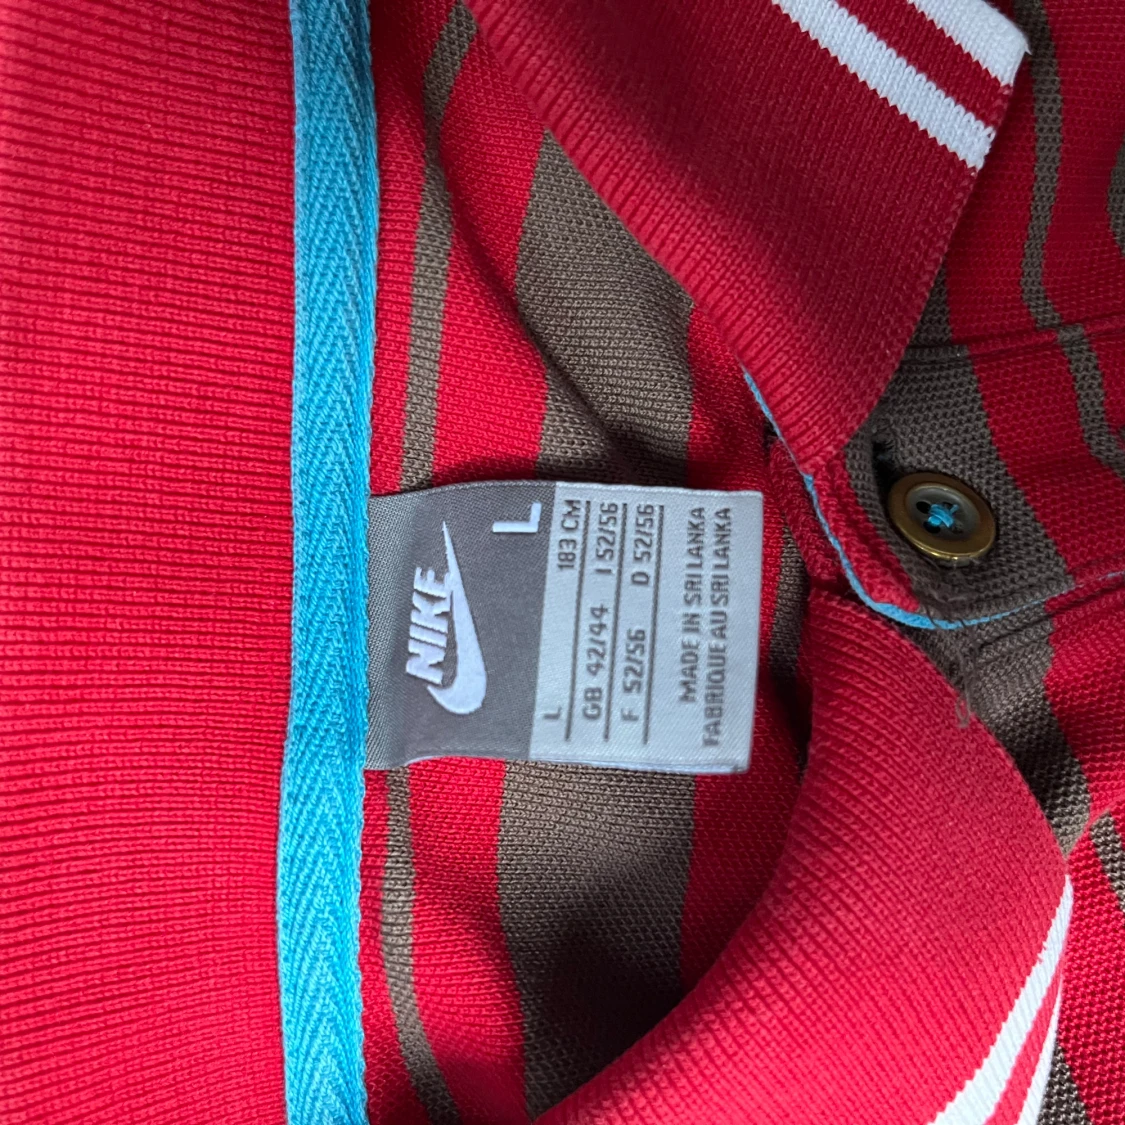 NIKE
L
L 183 CM
GB 42/44 I 52/56
F 52/56 D 52/56
MADE IN SRI LANKA
FABRIQUE AU SRI LANKA